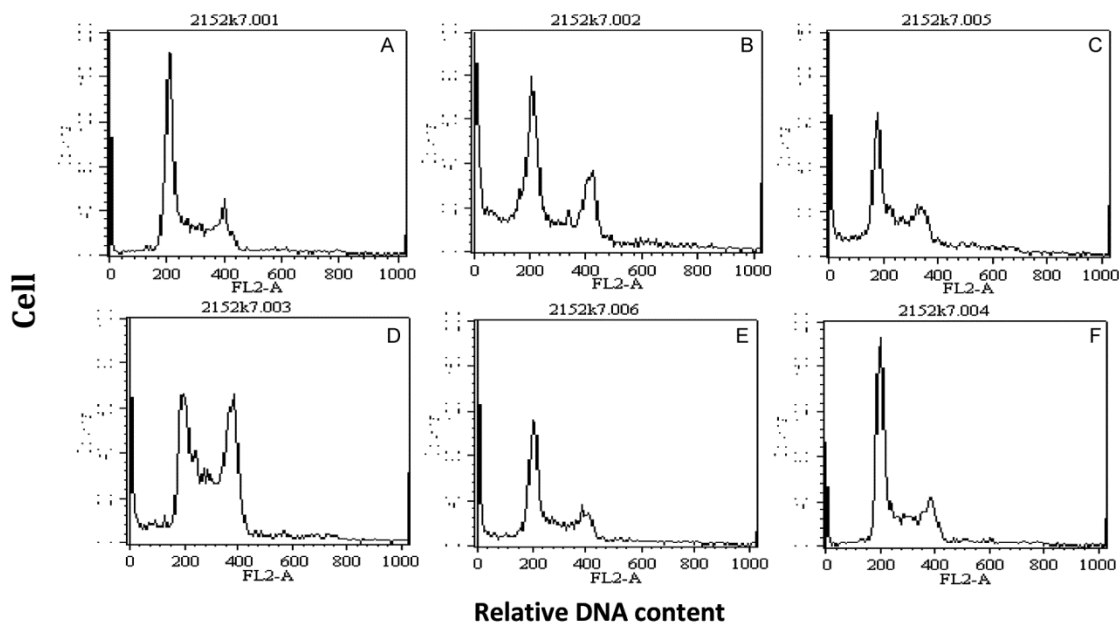 2152k7.001
A
0 200 400 600 800 1000
FL2-A
2152k7.002
B
0 200 400 600 800 1000
FL2-A
2152k7.005
C
0 200 400 600 800 1000
FL2-A
Cell
2152k7.003
D
0 200 400 600 800 1000
FL2-A
2152k7.006
E
0 200 400 600 800 1000
FL2-A
2152k7.004
F
0 200 400 600 800 1000
FL2-A
Relative DNA content